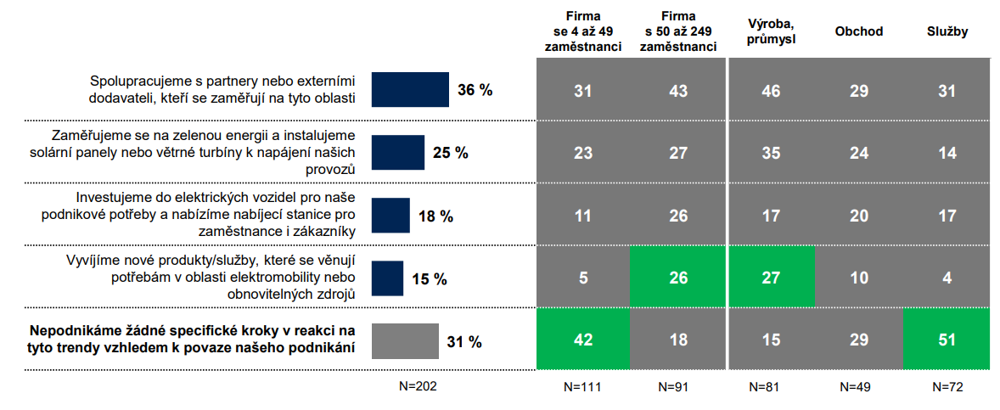 Firma
se 4 až 49
zaměstnanci
Firma
s 50 až 249
zaměstnanci
Výroba,
průmysl
Obchod
Služby
Spolupracujeme s partnery nebo externími
dodavateli, kteří se zaměřují na tyto oblasti
36 %
31
43
46
29
31
Zaměřujeme se na zelenou energii a instalujeme
solární panely nebo větrné turbíny k napájení našich
provozů
25 %
23
27
35
24
14
Investujeme do elektrických vozidel pro naše
podnikové potřeby a nabízíme nabíjecí stanice pro
zaměstnance i zákazníky
18 %
11
26
17
20
17
Vyvíjíme nové produkty/služby, které se věnují
potřebám v oblasti elektromobility nebo
obnovitelných zdrojů
15 %
5
26
27
10
4
Nepodnikáme žádné specifické kroky v reakci na
tyto trendy vzhledem k povaze našeho podnikání
31 %
42
18
15
29
51
N=202
N=111
N=91
N=81
N=49
N=72